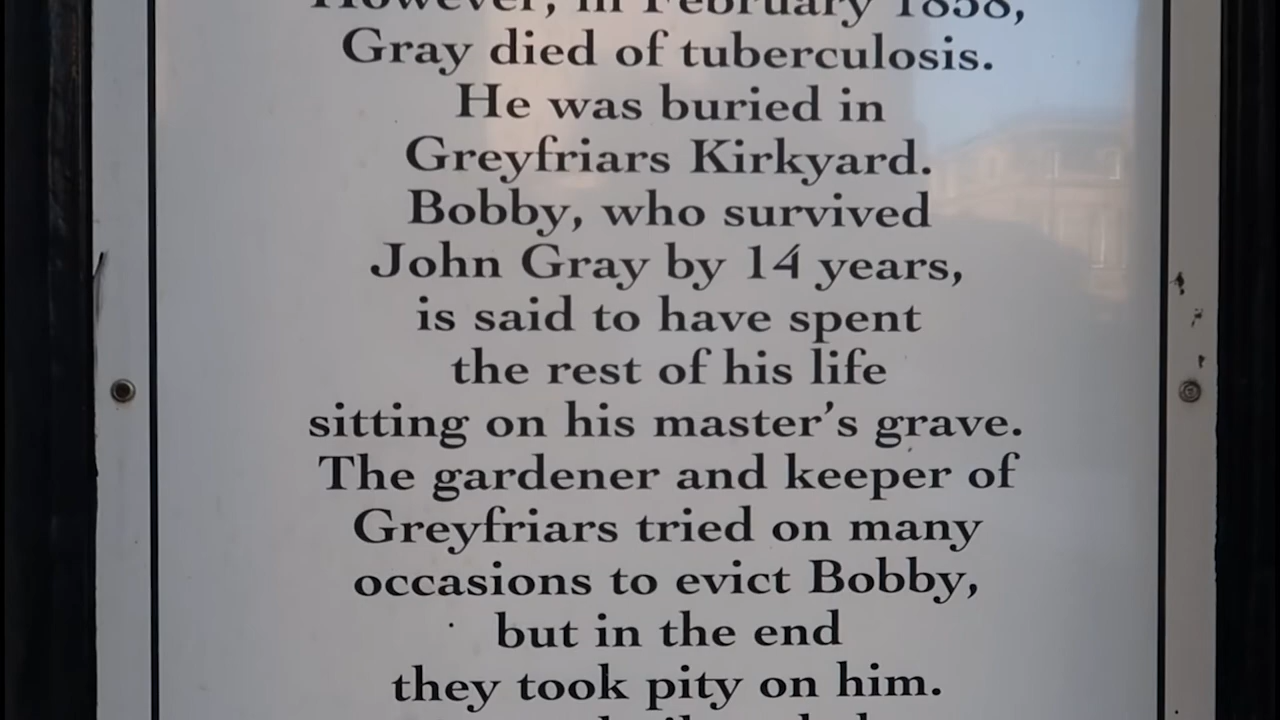 However, in February 1858,
Gray died of tuberculosis.
He was buried in
Greyfriars Kirkyard.
Bobby, who survived
John Gray by 14 years,
is said to have spent
the rest of his life
sitting on his master’s grave.
The gardener and keeper of
Greyfriars tried on many
occasions to evict Bobby,
but in the end
they took pity on him.